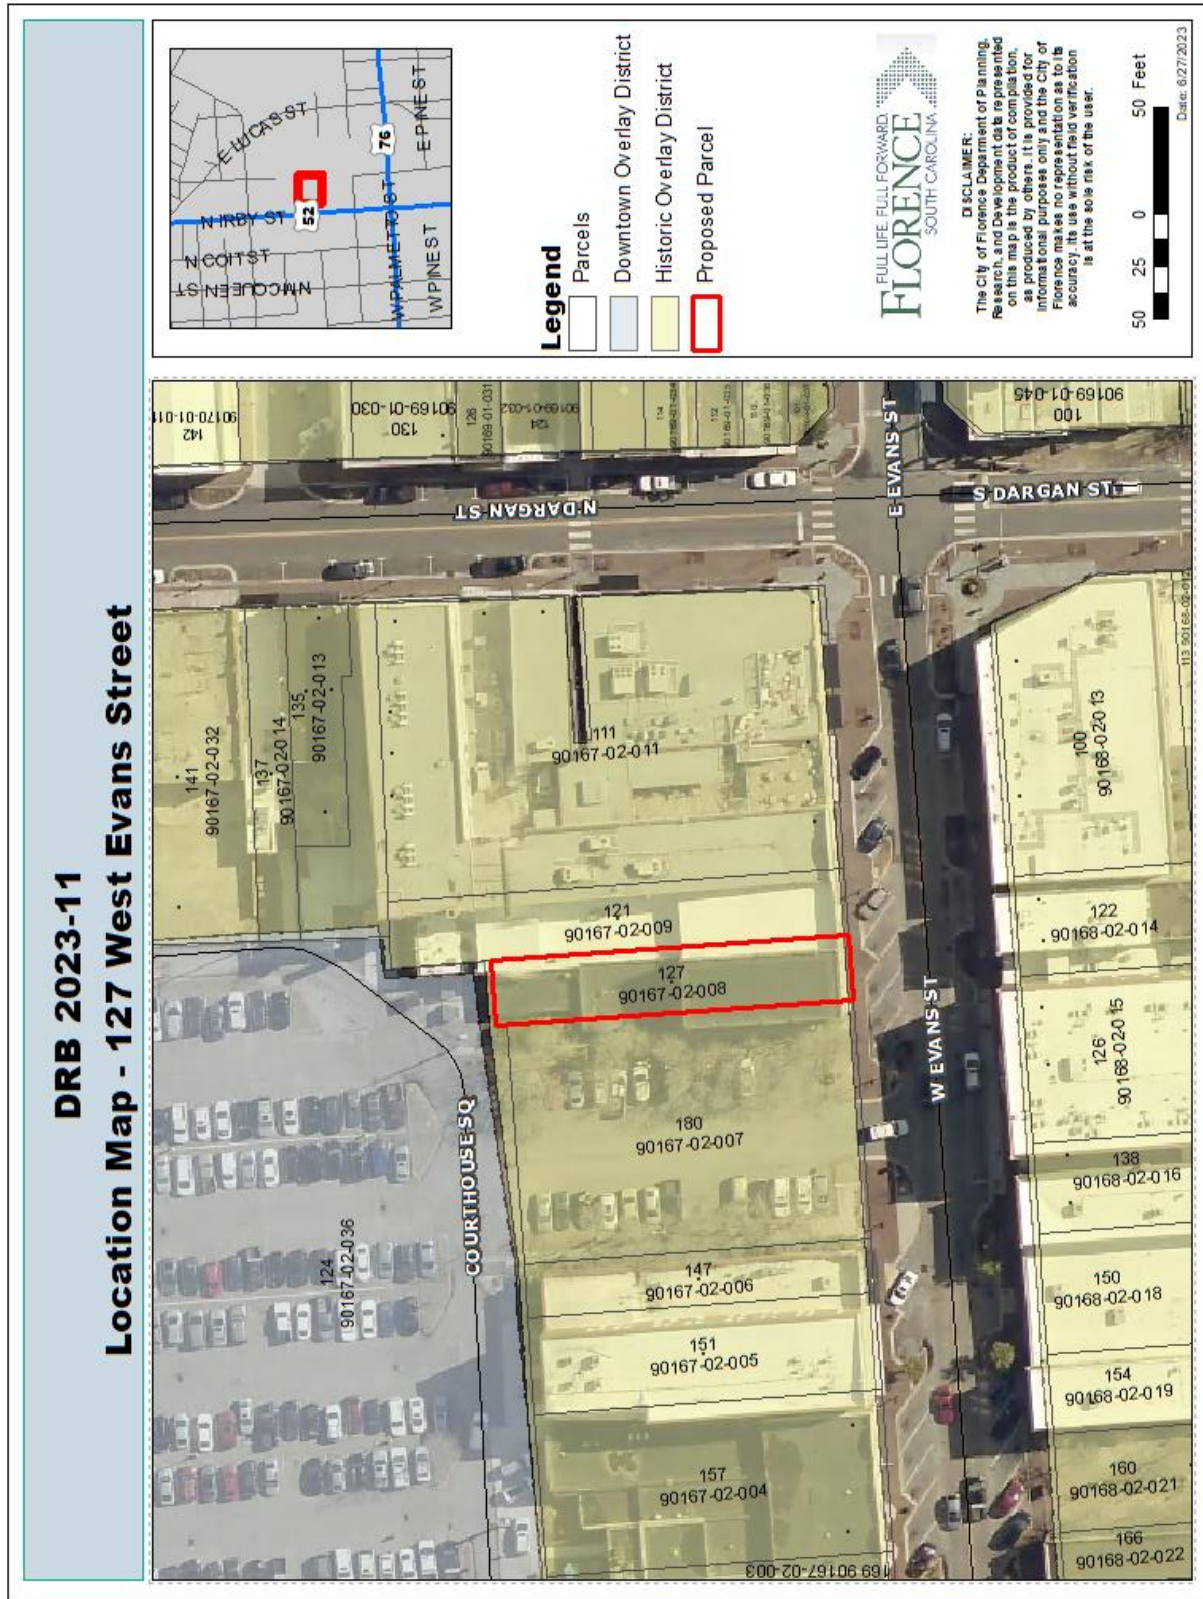 DRB 2023-11
Location Map - 127 West Evans Street
141
90167-02-032
137
90167-02-014
135
90167-02-013
111
90167-02-011
121
90167-02-009
127
90167-02-008
180
90167-02-007
147
90167-02-006
151
90167-02-005
157
90167-02-004
169 90167-02-003
124
90167-02-036
COURTHOUSE SQ
N DARGAN ST
S DARGAN ST
E EVANS ST
W EVANS ST
142
130
90169-01-030
126
90169-01-031
124
90169-01-032
114
112
100
90169-01-045
100
90168-02-013
122
90168-02-014
126
90168-02-015
138
90168-02-016
150
90168-02-018
154
90168-02-019
160
90168-02-021
166
90168-02-022
E LUCAS ST
N IRBY ST
N COIT ST
N MCQUEEN ST
W PALMETTO ST
W PINE ST
E PINE ST
52
76
Legend
Parcels
Downtown Overlay District
Historic Overlay District
Proposed Parcel
FULL LIFE. FULL FORWARD.
FLORENCE
SOUTH CAROLINA
DISCLAIMER:
The City of Florence Deparment of Planning,
Research, and Development data represented
on this map is the product of compilation,
as produced by others. It is provided for
informational purposes only and the City of
Florence makes no representation as to its
accuracy. Its use without field verification
is at the sole risk of the user.
50 25 0 50 Feet
Date: 6/27/2023